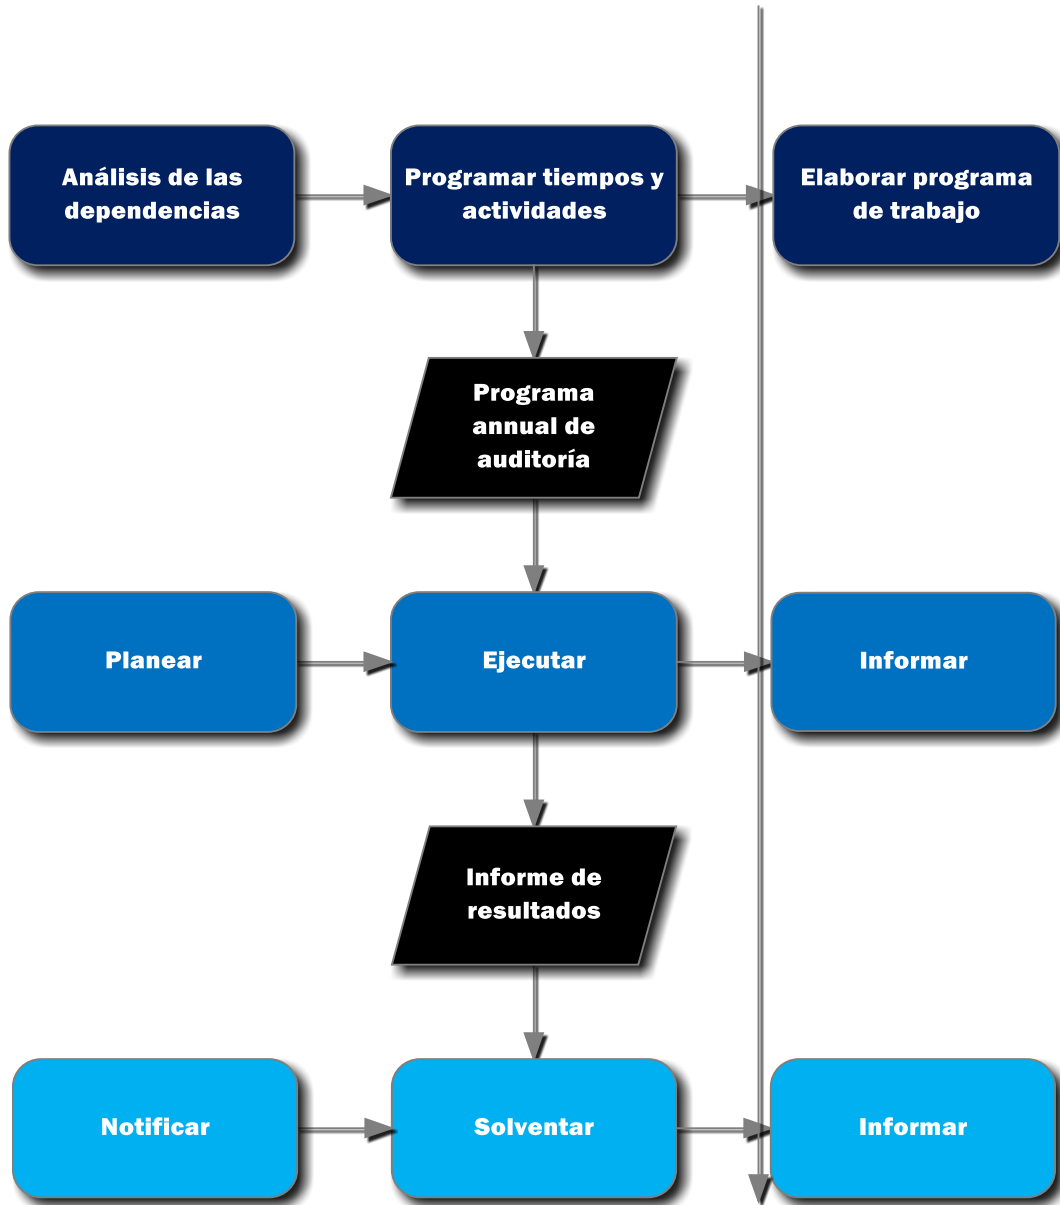 Análisis de las
dependencias
Programar tiempos y
actividades
Elaborar programa
de trabajo
Programa
annual de
auditoría
Planear
Ejecutar
Informar
Informe de
resultados
Notificar
Solventar
Informar